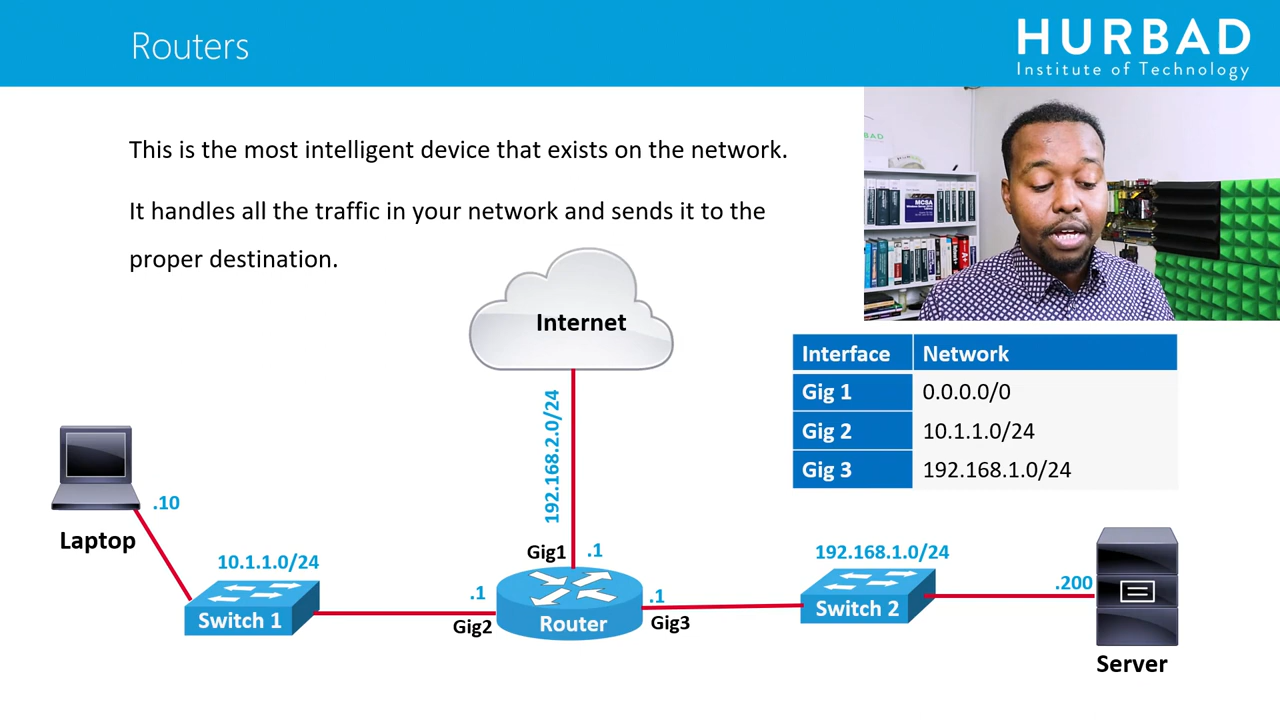 Routers
HURBAD
Institute of Technology
This is the most intelligent device that exists on the network.
It handles all the traffic in your network and sends it to the
proper destination.
BAD
MCSA
Internet
Interface Network
Gig 1 0.0.0.0/0
Gig 2 10.1.1.0/24
Gig 3 192.168.1.0/24
192.168.2.0/24
.10
Laptop
10.1.1.0/24
Switch 1
.1
Gig2
Gig1 .1
Router
.1
Gig3
192.168.1.0/24
Switch 2
.200
Server